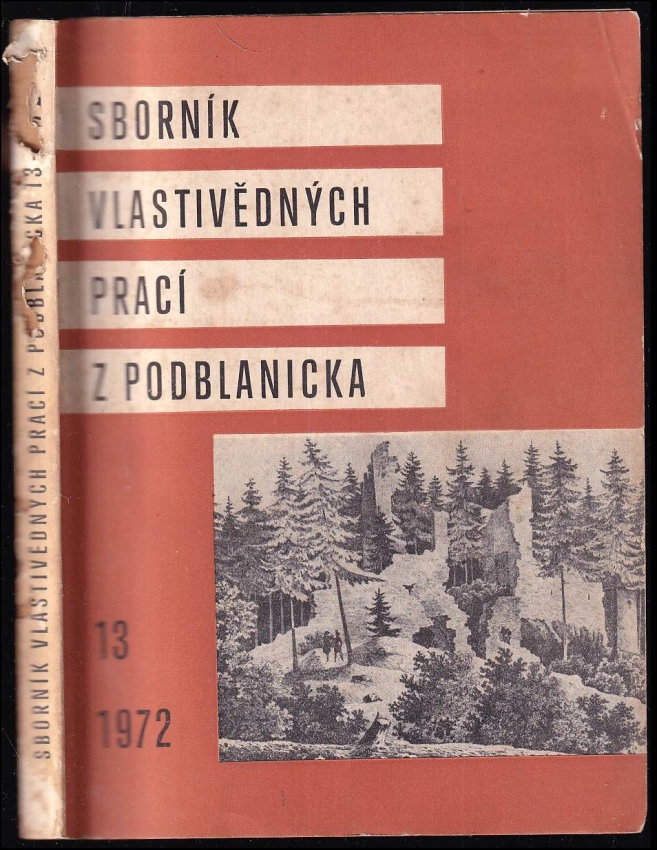 SBORNÍK
VLASTIVĚDNÝCH
PRACÍ
Z PODBLANICKA
13
1972
SBORNÍK VLASTIVĚDNÝCH PRACÍ Z PODBLANICKA 13